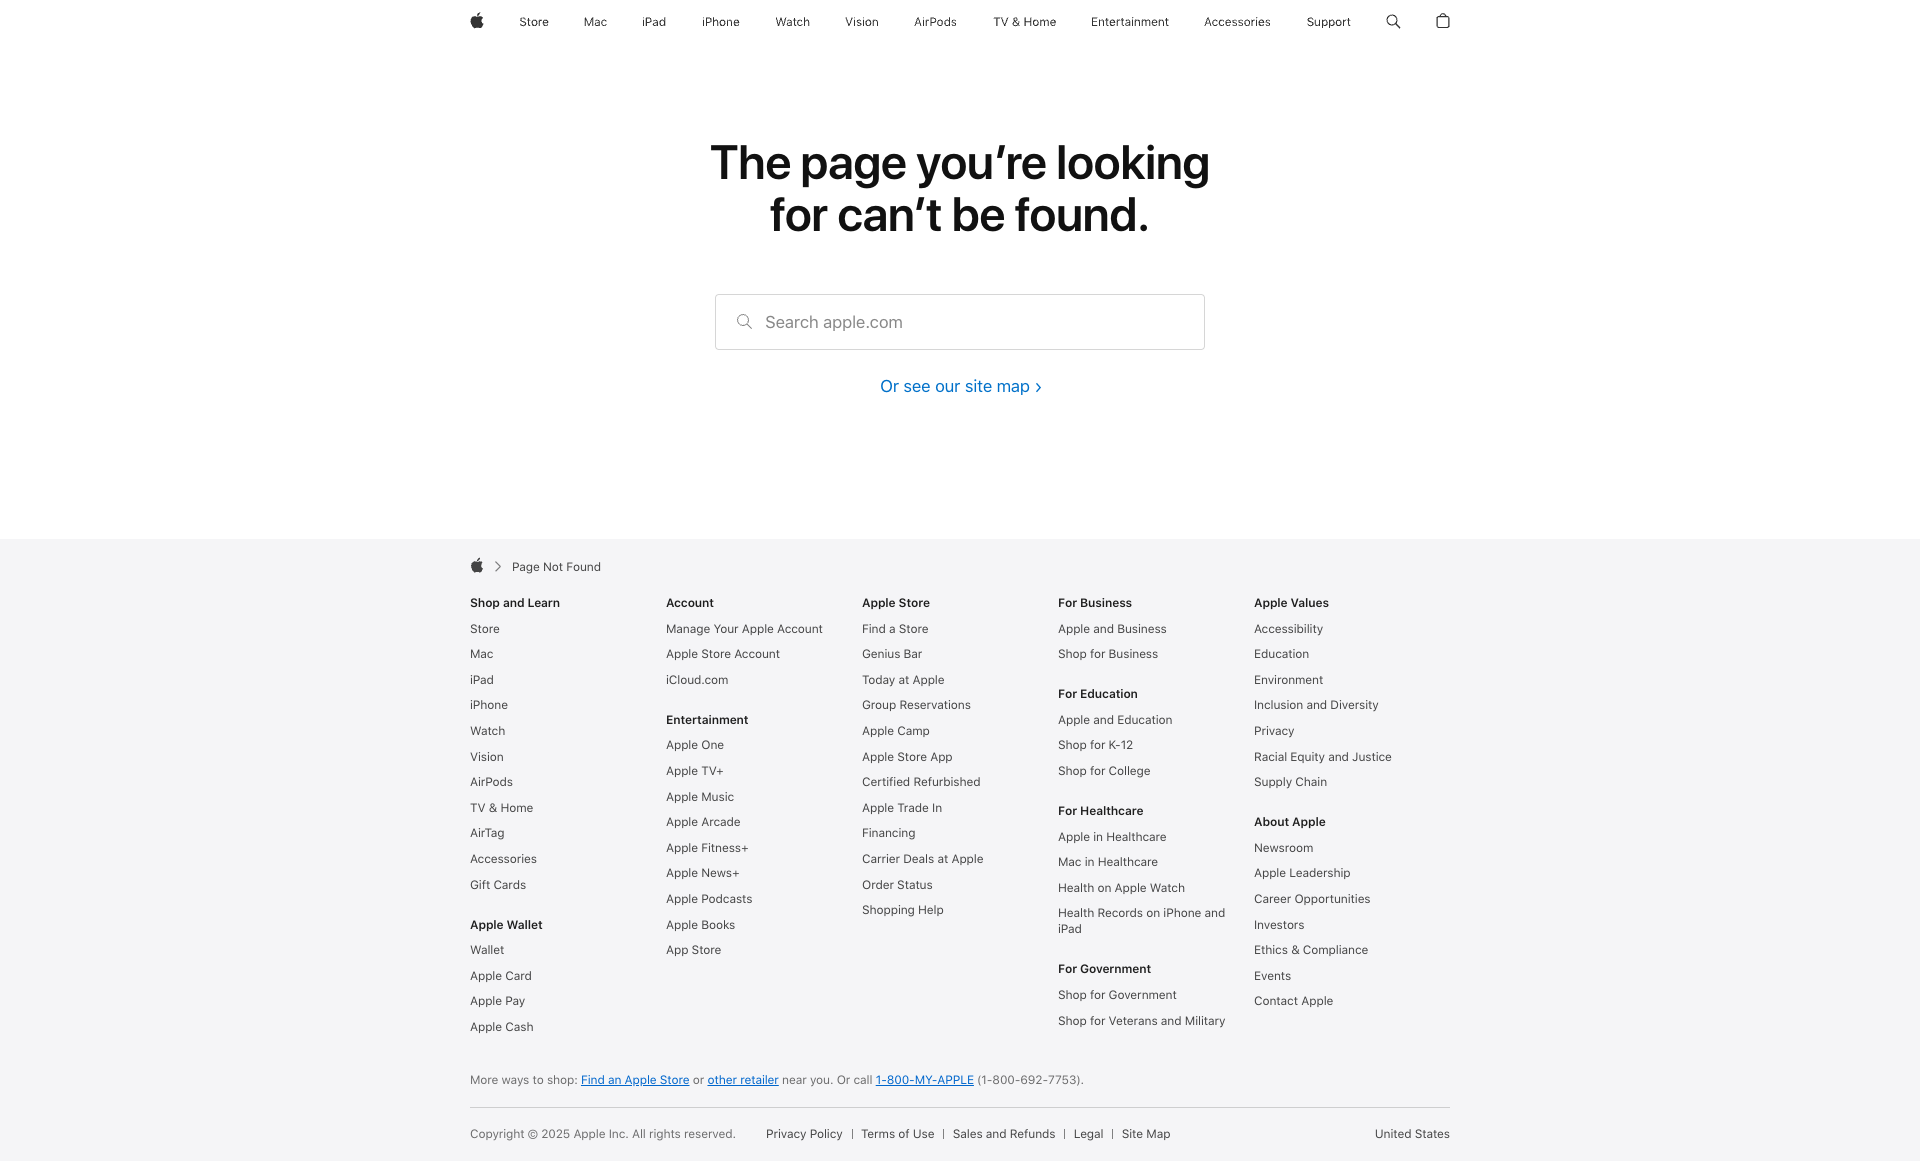 Store Mac iPad iPhone Watch Vision AirPods TV & Home Entertainment Accessories Support
The page you’re looking
for can’t be found.
Search apple.com
Or see our site map ›
Page Not Found
Shop and Learn
Store
Mac
iPad
iPhone
Watch
Vision
AirPods
TV & Home
AirTag
Accessories
Gift Cards
Apple Wallet
Wallet
Apple Card
Apple Pay
Apple Cash
Account
Manage Your Apple Account
Apple Store Account
iCloud.com
Entertainment
Apple One
Apple TV+
Apple Music
Apple Arcade
Apple Fitness+
Apple News+
Apple Podcasts
Apple Books
App Store
Apple Store
Find a Store
Genius Bar
Today at Apple
Group Reservations
Apple Camp
Apple Store App
Certified Refurbished
Apple Trade In
Financing
Carrier Deals at Apple
Order Status
Shopping Help
For Business
Apple and Business
Shop for Business
For Education
Apple and Education
Shop for K-12
Shop for College
For Healthcare
Apple in Healthcare
Mac in Healthcare
Health on Apple Watch
Health Records on iPhone and
iPad
For Government
Shop for Government
Shop for Veterans and Military
Apple Values
Accessibility
Education
Environment
Inclusion and Diversity
Privacy
Racial Equity and Justice
Supply Chain
About Apple
Newsroom
Apple Leadership
Career Opportunities
Investors
Ethics & Compliance
Events
Contact Apple
More ways to shop: Find an Apple Store or other retailer near you. Or call 1-800-MY-APPLE (1-800-692-7753).
Copyright © 2025 Apple Inc. All rights reserved. Privacy Policy | Terms of Use | Sales and Refunds | Legal | Site Map United States